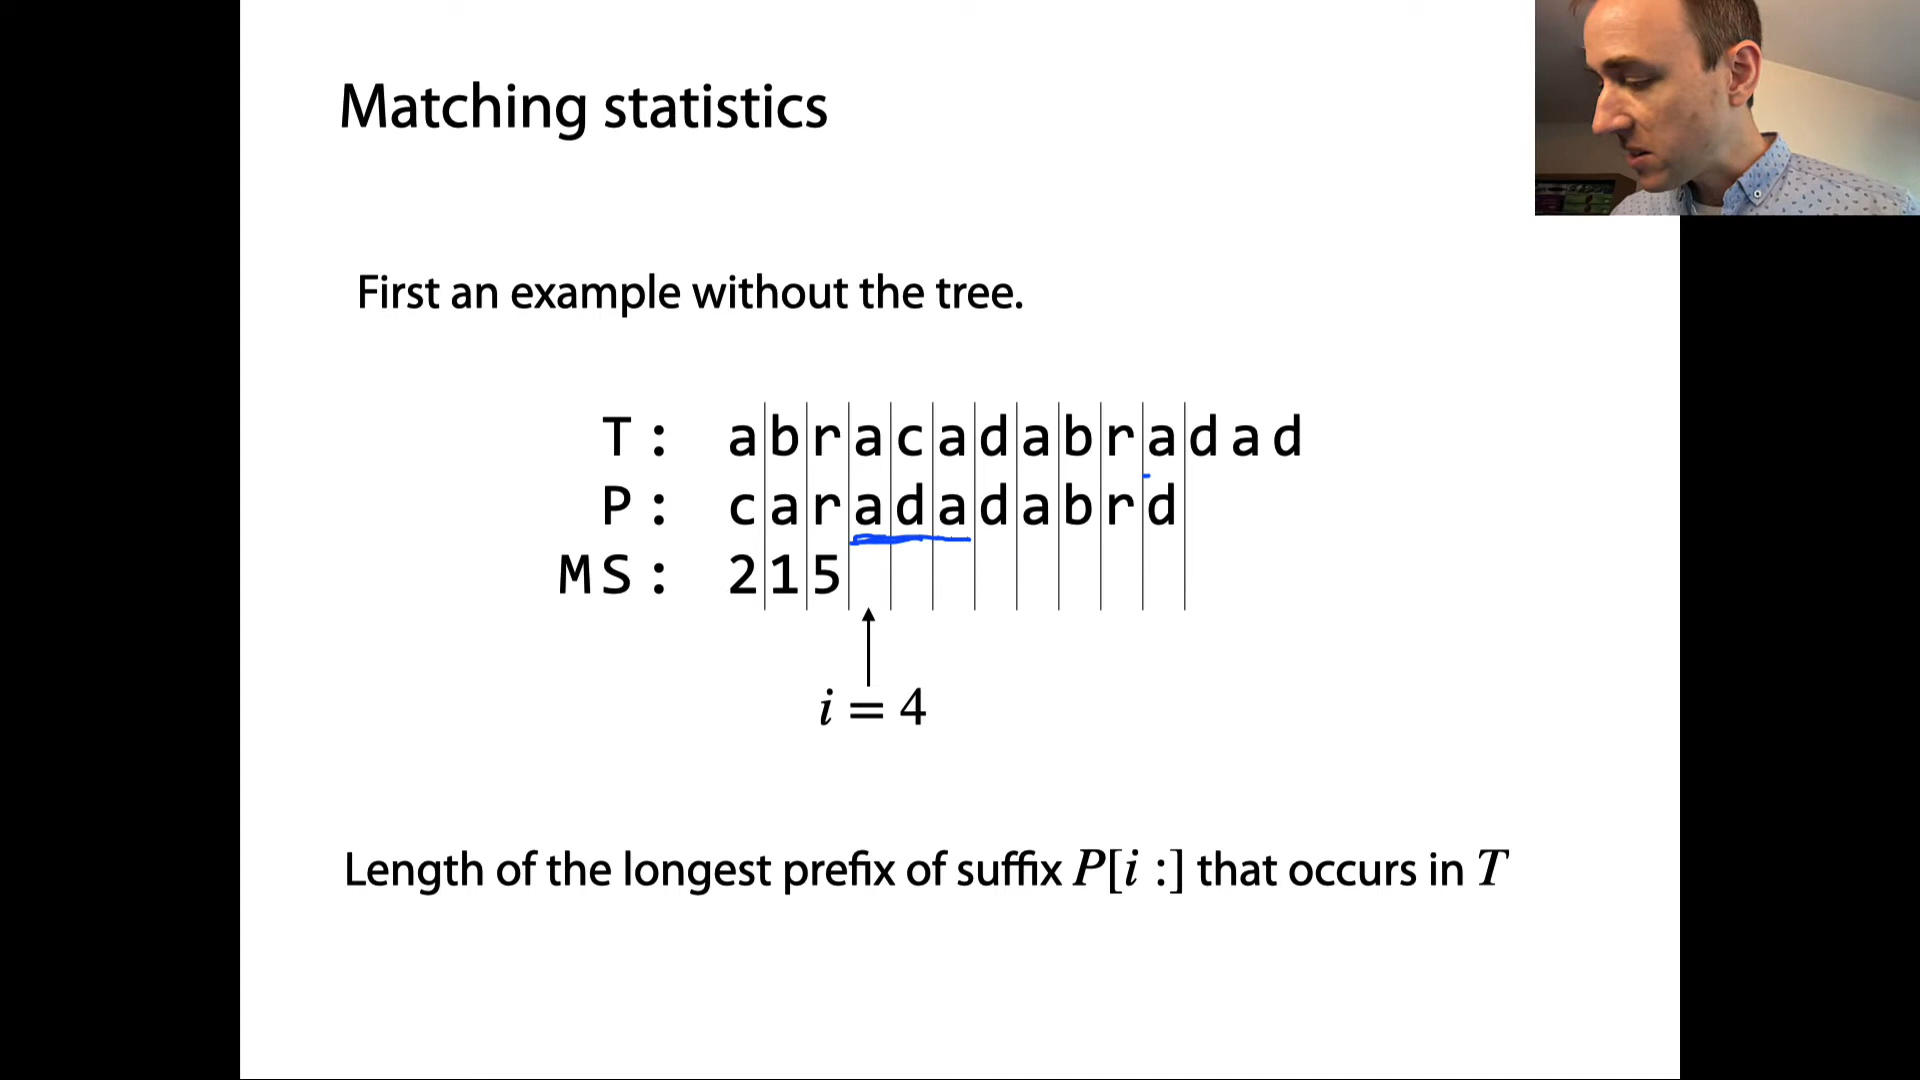 Matching statistics
First an example without the tree.
T: abracadabradad
P: caradadabrd
MS: 215
i = 4
Length of the longest prefix of suffix P[i :] that occurs in T